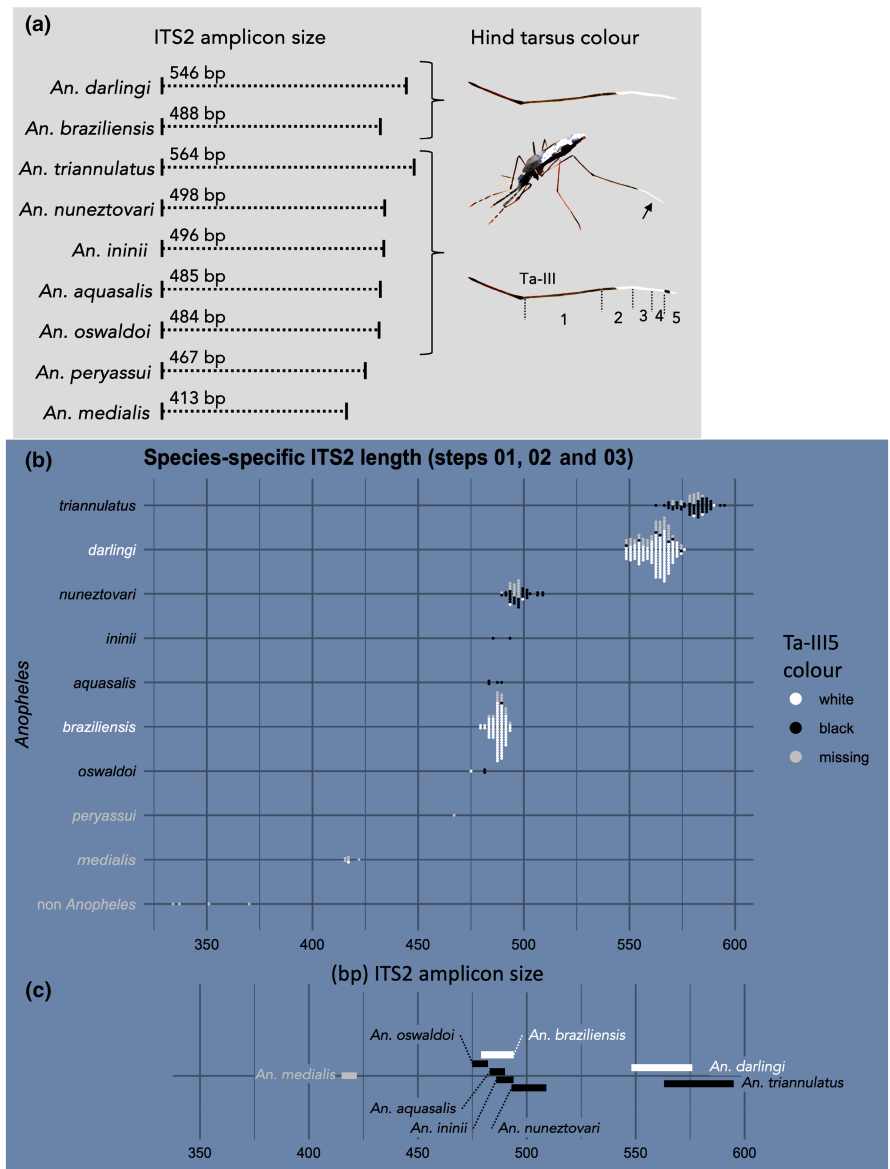 (a)
ITS2 amplicon size
Hind tarsus colour
An. darlingi
546 bp
An. braziliensis
488 bp
An. triannulatus
564 bp
An. nuneztovari
498 bp
An. ininii
496 bp
An. aquasalis
485 bp
An. oswaldoi
484 bp
An. peryassui
467 bp
An. medialis
413 bp
Ta-III
1
2
3
4
5
(b)
Species-specific ITS2 length (steps 01, 02 and 03)
Anopheles
triannulatus
darlingi
nuneztovari
ininii
aquasalis
braziliensis
oswaldoi
peryassui
medialis
non Anopheles
350 400 450 500 550 600
(bp) ITS2 amplicon size
Ta-III5
colour
white
black
missing
(c)
An. oswaldoi
An. braziliensis
An. medialis
An. darlingi
An. triannulatus
An. aquasalis
An. ininii
An. nuneztovari
350 400 450 500 550 600